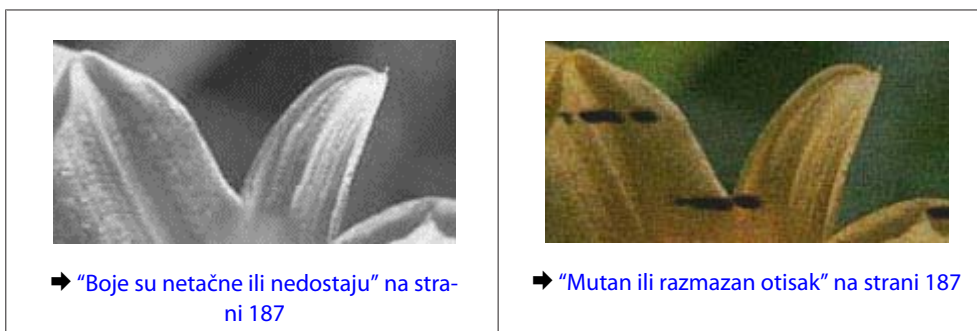 ➡ “Boje su netačne ili nedostaju” na stra-
ni 187
➡ “Mutan ili razmazan otisak” na strani 187